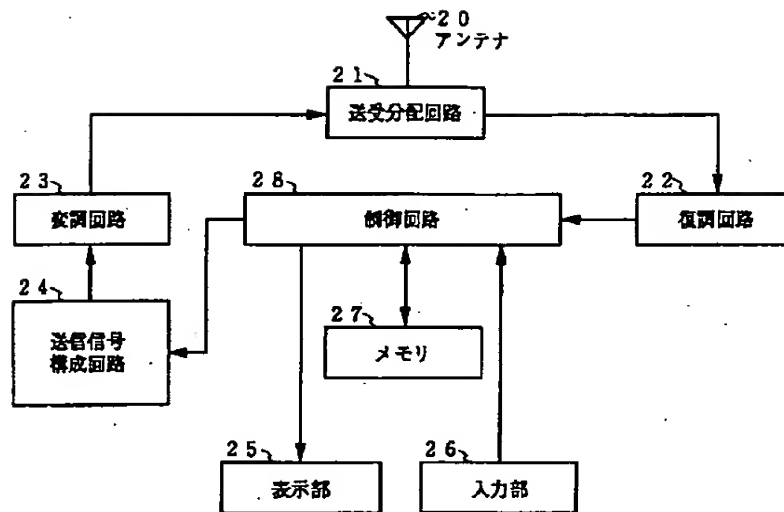 20
アンテナ
21
送受分配回路
23
変調回路
28
制御回路
22
復調回路
24
送信信号
構成回路
27
メモリ
25
表示部
26
入力部